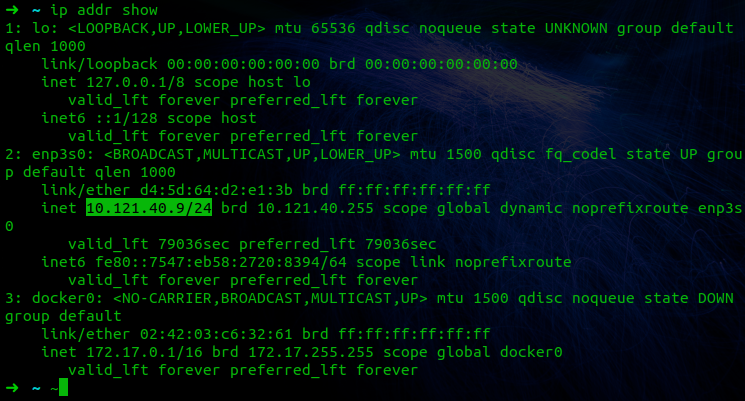 ➜  ~ ip addr show
1: lo: <LOOPBACK,UP,LOWER_UP> mtu 65536 qdisc noqueue state UNKNOWN group default
qlen 1000
    link/loopback 00:00:00:00:00:00 brd 00:00:00:00:00:00
    inet 127.0.0.1/8 scope host lo
       valid_lft forever preferred_lft forever
    inet6 ::1/128 scope host
       valid_lft forever preferred_lft forever
2: enp3s0: <BROADCAST,MULTICAST,UP,LOWER_UP> mtu 1500 qdisc fq_codel state UP grou
p default qlen 1000
    link/ether d4:5d:64:d2:e1:3b brd ff:ff:ff:ff:ff:ff
    inet 10.121.40.9/24 brd 10.121.40.255 scope global dynamic noprefixroute enp3s
0
       valid_lft 79036sec preferred_lft 79036sec
    inet6 fe80::7547:eb58:2720:8394/64 scope link noprefixroute
       valid_lft forever preferred_lft forever
3: docker0: <NO-CARRIER,BROADCAST,MULTICAST,UP> mtu 1500 qdisc noqueue state DOWN
group default
    link/ether 02:42:03:c6:32:61 brd ff:ff:ff:ff:ff:ff
    inet 172.17.0.1/16 brd 172.17.255.255 scope global docker0
       valid_lft forever preferred_lft forever
➜  ~ ~